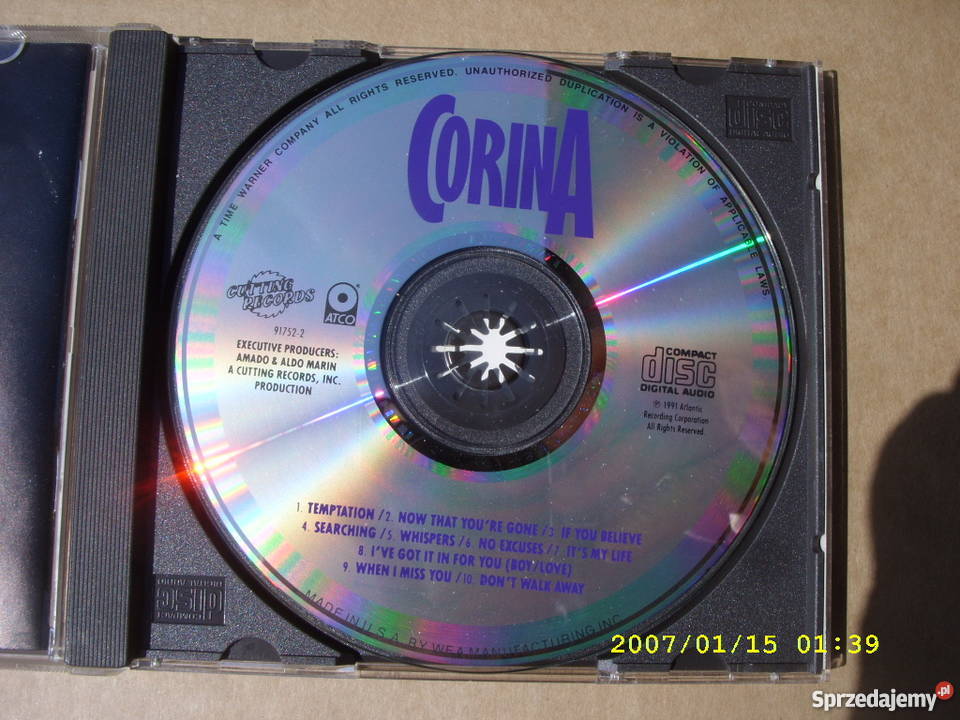 A TIME WARNER COMPANY ALL RIGHTS RESERVED. UNAUTHORIZED DUPLICATION IS A VIOLATION OF APPLICABLE LAWS
CORINA
CUTTING
RECORDS
ATCO
®
91752-2
EXECUTIVE PRODUCERS:
AMADO & ALDO MARIN
A CUTTING RECORDS, INC.
PRODUCTION
COMPACT
disc
DIGITAL AUDIO
℗ 1991 Atlantic
Recording Corporation
All Rights Reserved.
1. TEMPTATION / 2. NOW THAT YOU'RE GONE / 3. IF YOU BELIEVE
4. SEARCHING / 5. WHISPERS / 6. NO EXCUSES / 7. IT'S MY LIFE
8. I'VE GOT IT IN FOR YOU (BOY/LOVE)
9. WHEN I MISS YOU / 10. DON'T WALK AWAY
MADE IN U.S.A. BY WEA MANUFACTURING INC.
COMPACT
disc
DIGITAL AUDIO
COMPACT
disc
DIGITAL AUDIO
2007/01/15 01:39
Sprzedajemy.pl